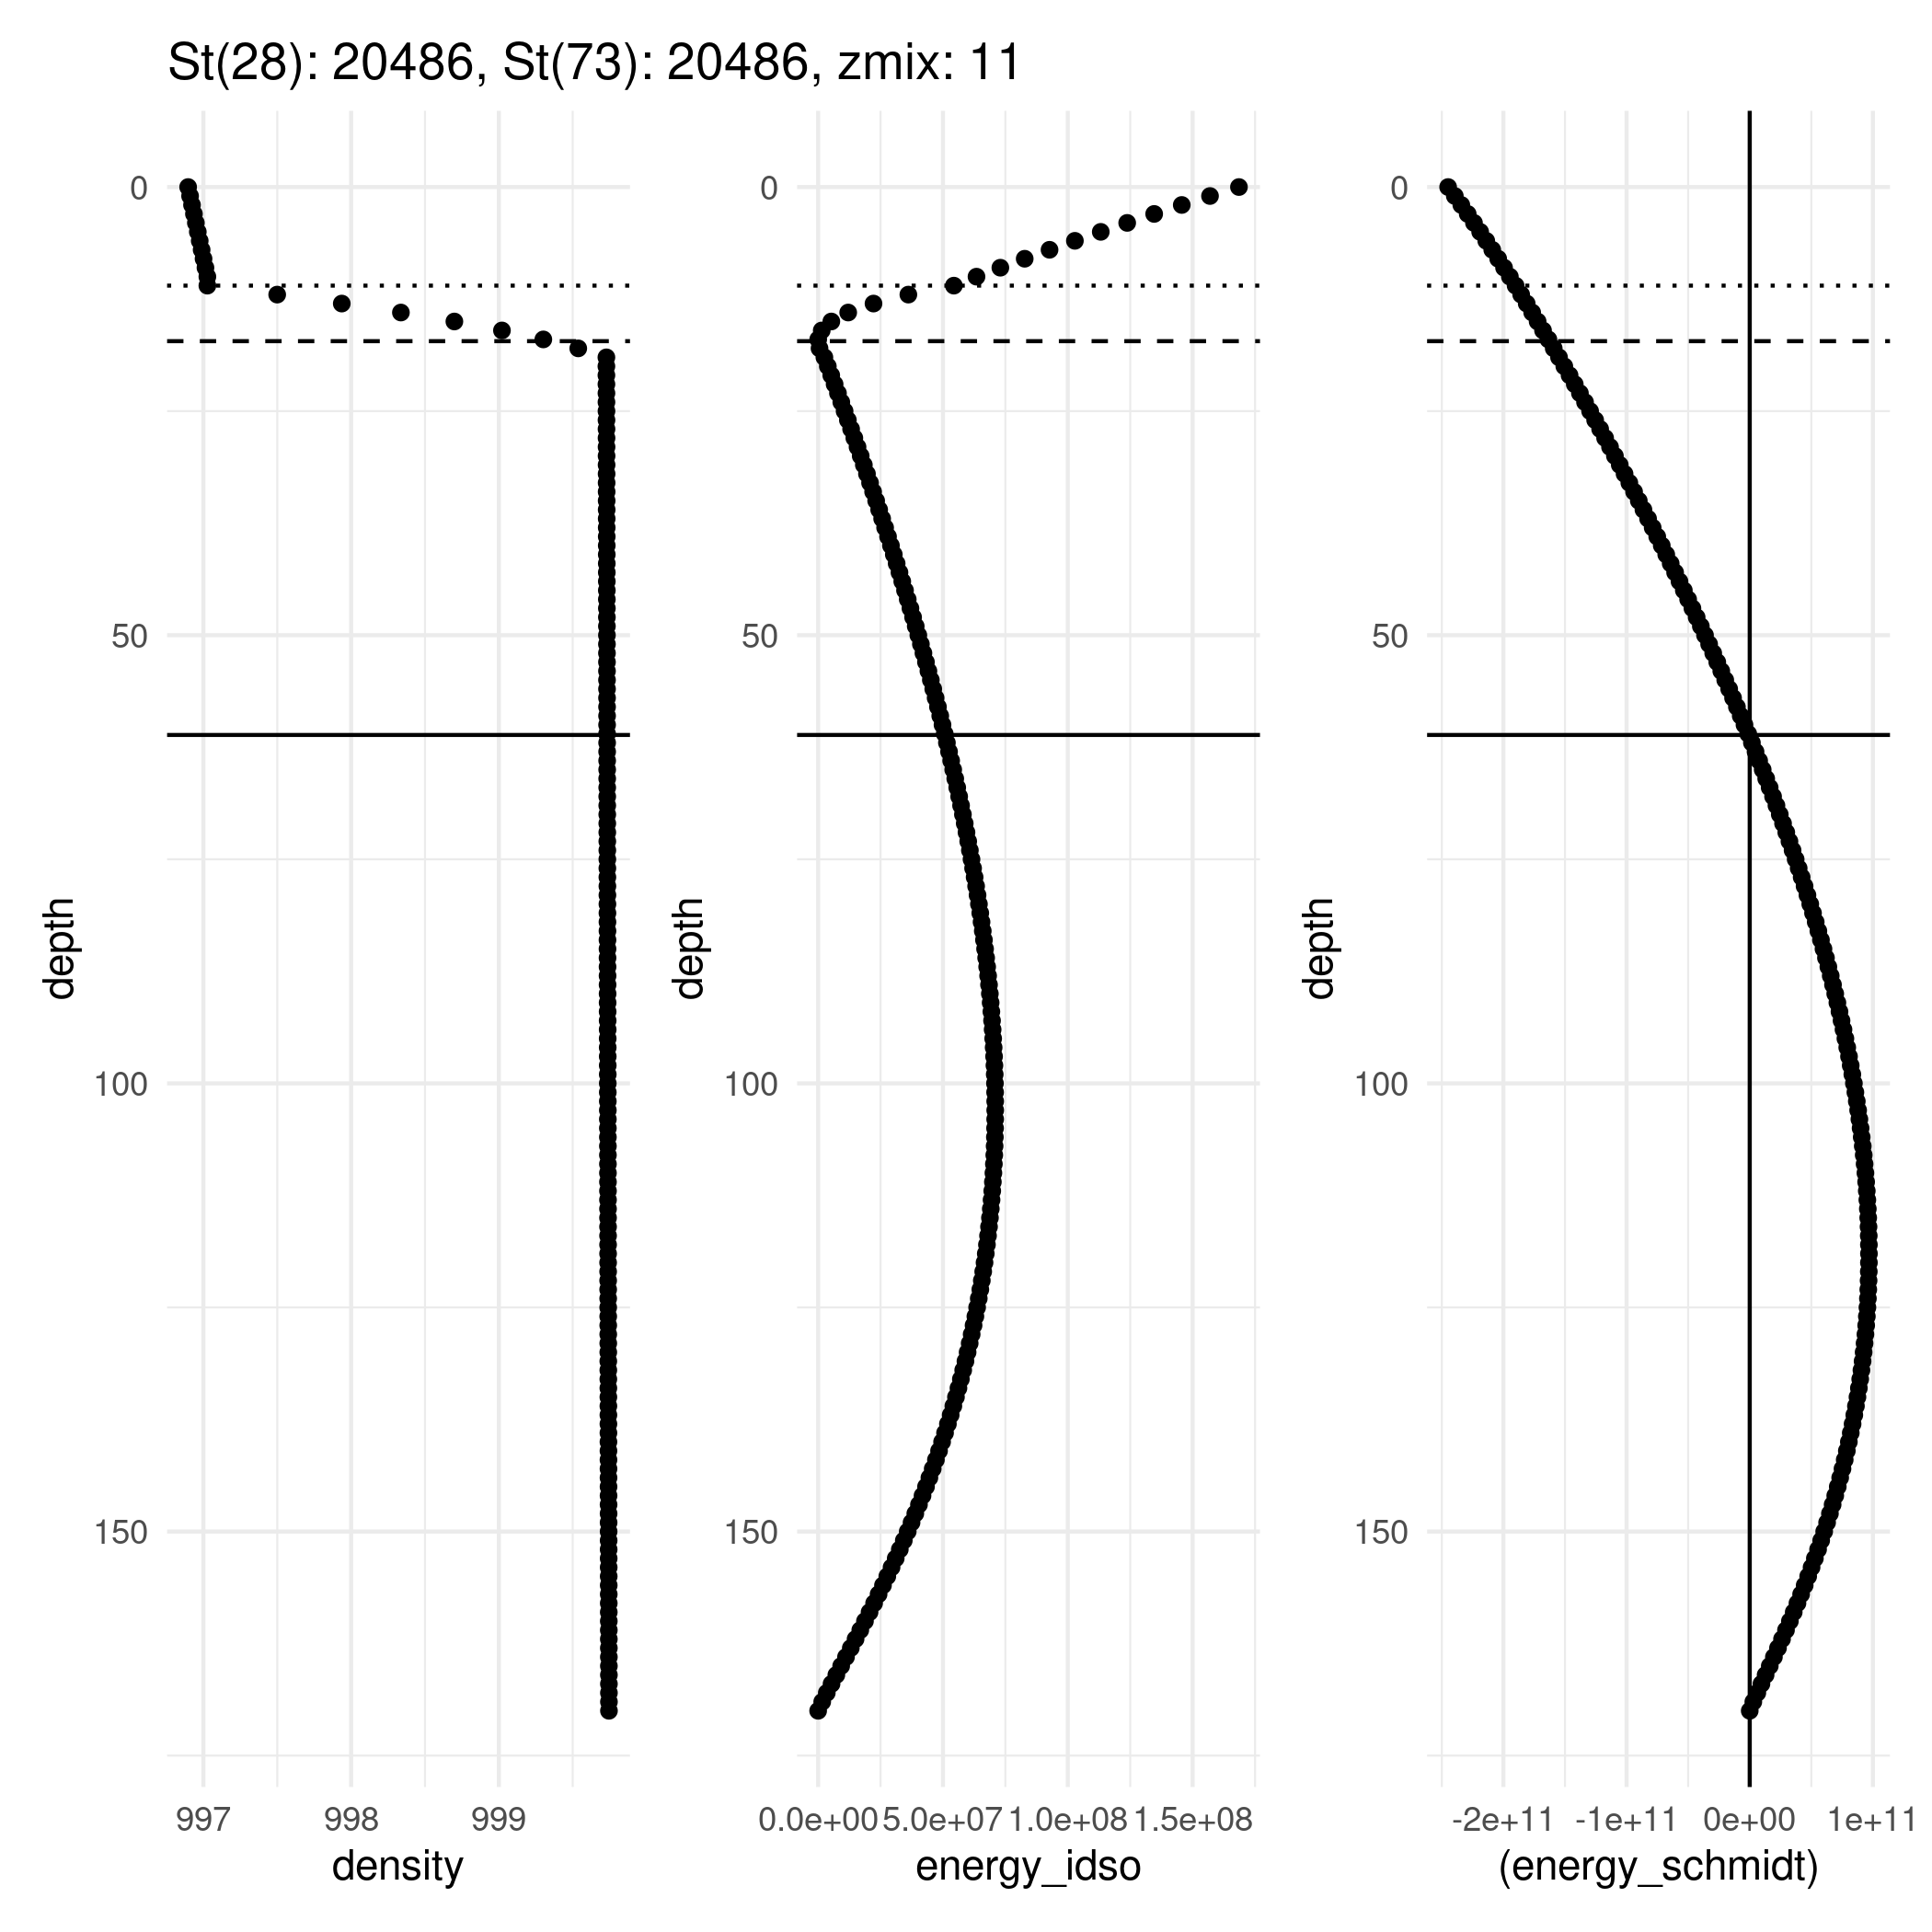 St(28): 20486, St(73): 20486, zmix: 11
0
50
100
150
depth
997
998
999
density
0
50
100
150
depth
0.0e+00
5.0e+07
1.0e+08
1.5e+08
energy_idso
0
50
100
150
depth
-2e+11
-1e+11
0e+00
1e+11
(energy_schmidt)